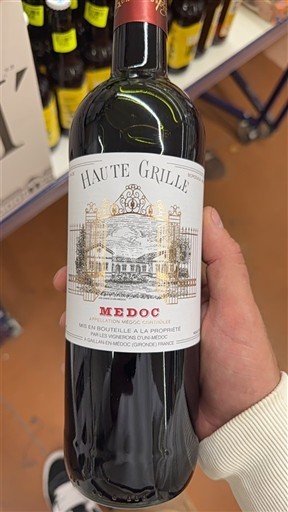 HAUTE GRILLE
MEDOC
APPELLATION MÉDOC CONTRÔLÉE
MIS EN BOUTEILLE A LA PROPRIÉTÉ
PAR LES VIGNERONS D'UNI-MÉDOC
GAILLAN-EN-MÉDOC (GIRONDE) FRANCE